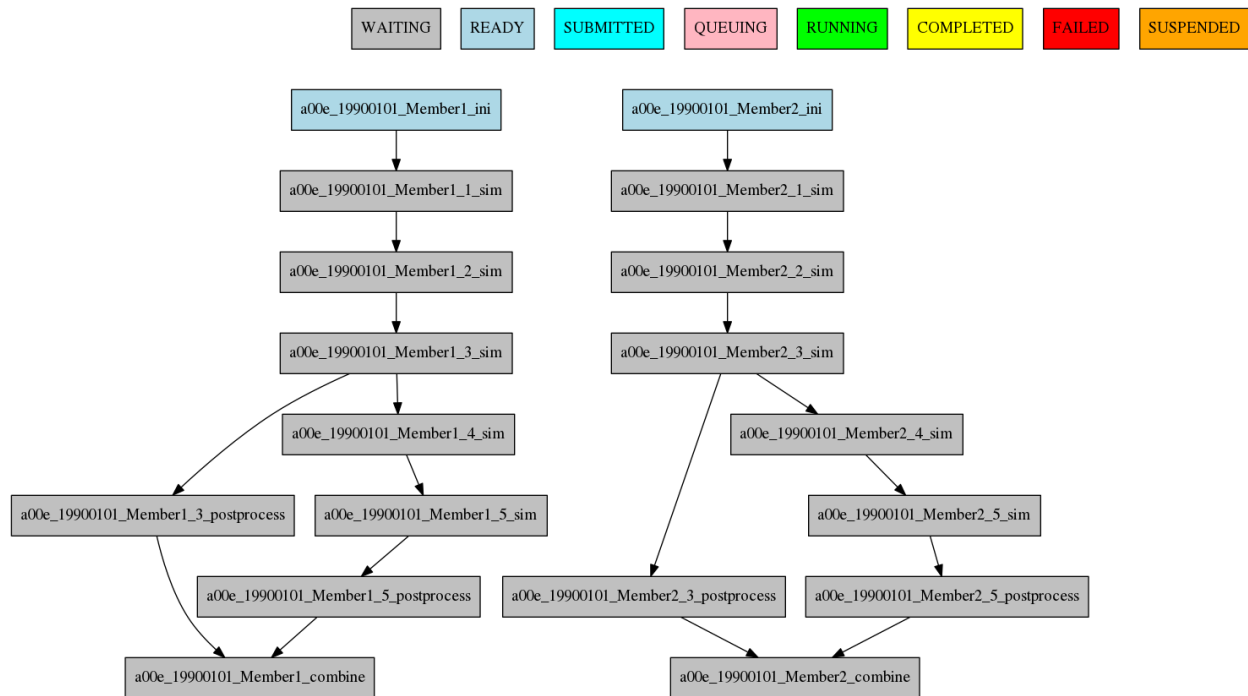 WAITING
READY
SUBMITTED
QUEUING
RUNNING
COMPLETED
FAILED
SUSPENDED
a00e_19900101_Member1_ini
a00e_19900101_Member2_ini
a00e_19900101_Member1_1_sim
a00e_19900101_Member2_1_sim
a00e_19900101_Member1_2_sim
a00e_19900101_Member2_2_sim
a00e_19900101_Member1_3_sim
a00e_19900101_Member2_3_sim
a00e_19900101_Member1_4_sim
a00e_19900101_Member2_4_sim
a00e_19900101_Member1_3_postprocess
a00e_19900101_Member1_5_sim
a00e_19900101_Member2_5_sim
a00e_19900101_Member1_5_postprocess
a00e_19900101_Member2_3_postprocess
a00e_19900101_Member2_5_postprocess
a00e_19900101_Member1_combine
a00e_19900101_Member2_combine